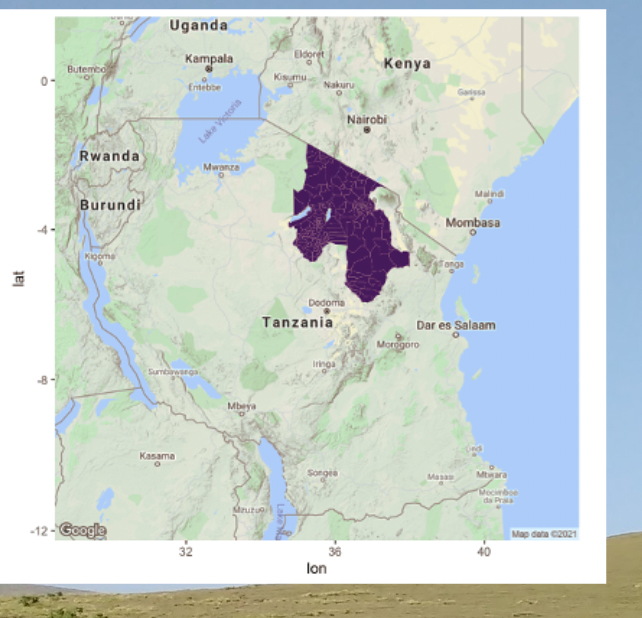 Uganda
Eldoret
Kampala
Kenya
Butembo
Kisumu
0
Entebbe
Nakuru
Garissa
Lake Victoria
Nairobi
Rwanda
Mwanza
Malindi
Burundi
Mombasa
-4
Kigoma
Tanga
lat
Dodoma
Tanzania
Dar es Salaam
Morogoro
Iringa
Sumbawanga
-8
Mbeya
Kasama
Songea
Masasi
Lindi
Mtwara
Mocimboa
da Praia
Mzuzu
-12
Google
Map data ©2021
32
36
40
lon